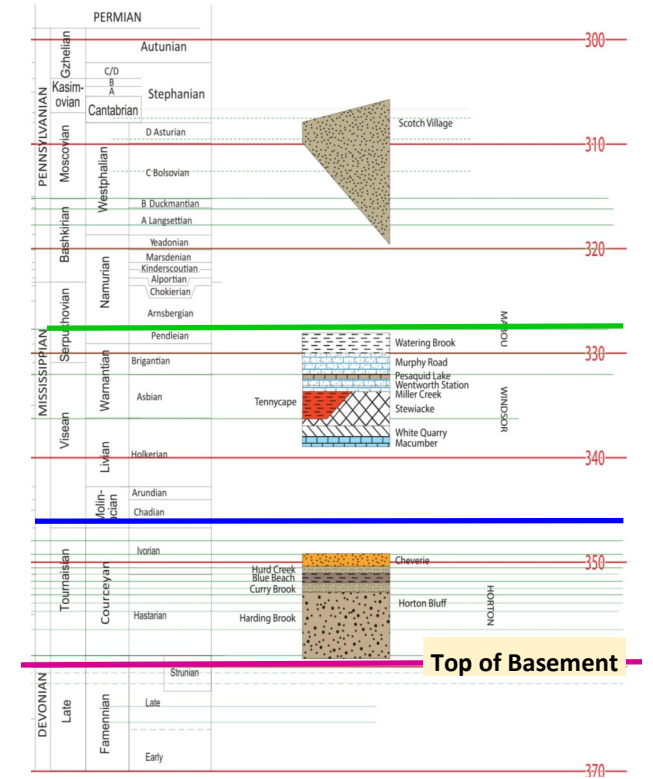 PERMIAN
300
Gzhelian
Autunian
C/D
B
A
Kasim-
ovian
Stephanian
Cantabrian
Scotch Village
PENNSYLVANIAN
Moscovian
D Asturian
310
Westphalian
C Bolsovian
B Duckmantian
A Langsettian
Bashkirian
Yeadonian
320
Marsdenian
Kinderscoutian
Alportian
Chokierian
Namurian
Arnsbergian
Serpukhovian
MABOU
Pendleian
Watering Brook
330
MISSISSIPPIAN
Brigantian
Murphy Road
Pesaquid Lake
Wentworth Station
Warnantian
Asbian
Miller Creek
Tennycape
Stewiacke
WINDSOR
Visean
White Quarry
Macumber
Livian
Holkerian
340
Arundian
Molin-
acian
Chadian
Ivorian
Cheverie
350
Hurd Creek
Blue Beach
Tournaisian
Courceyan
Curry Brook
Horton Bluff
HORTON
Hastarian
Harding Brook
Top of Basement
Strunian
DEVONIAN
Late
Famennian
Late
Early
370